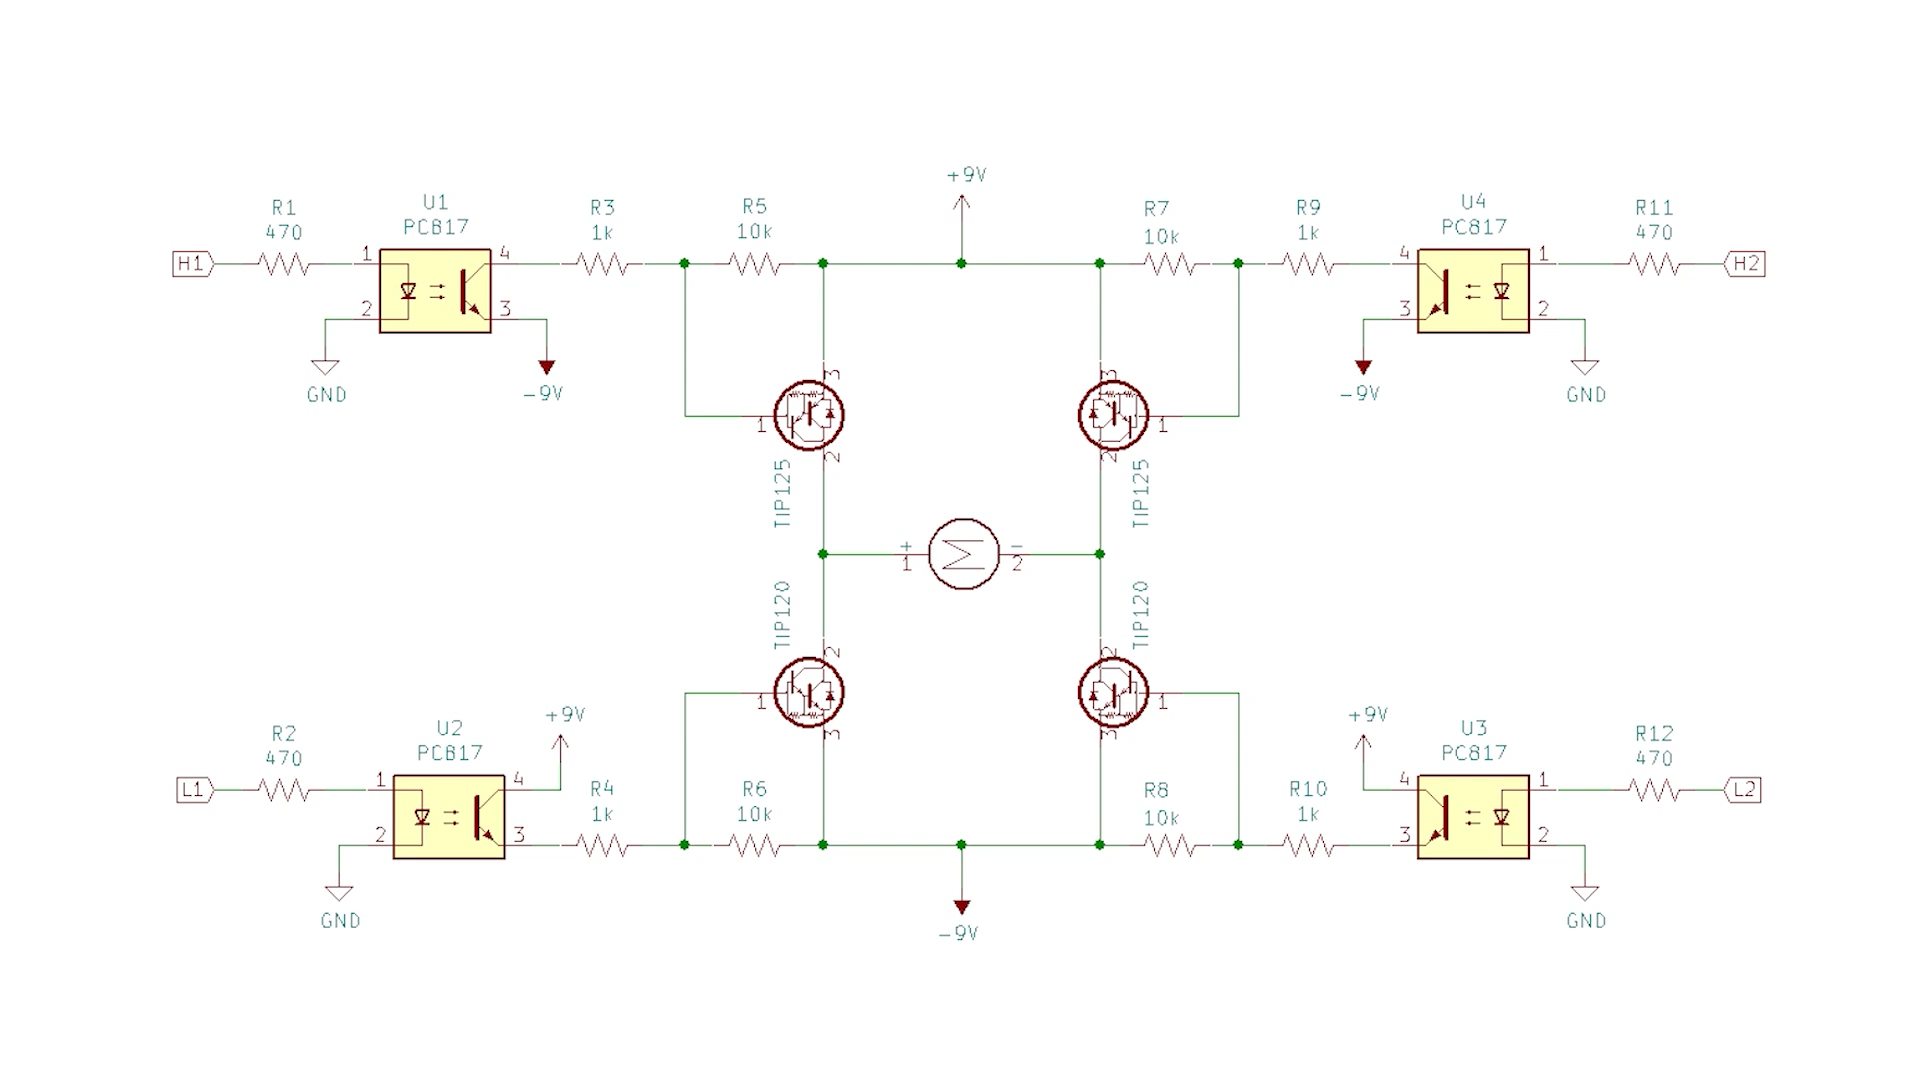 +9V
R1
470
U1
PC817
R3
1k
R5
10k
R7
10k
R9
1k
U4
PC817
R11
470
H1
1
4
4
1
H2
2
3
3
2
GND
-9V
3
3
-9V
GND
1
1
2
2
TIP125
TIP125
+
1
M
-
2
TIP120
TIP120
2
2
1
1
3
3
R2
470
U2
PC817
+9V
+9V
U3
PC817
R12
470
L1
1
4
R4
1k
R6
10k
R8
10k
R10
1k
4
1
L2
2
3
3
2
GND
-9V
GND